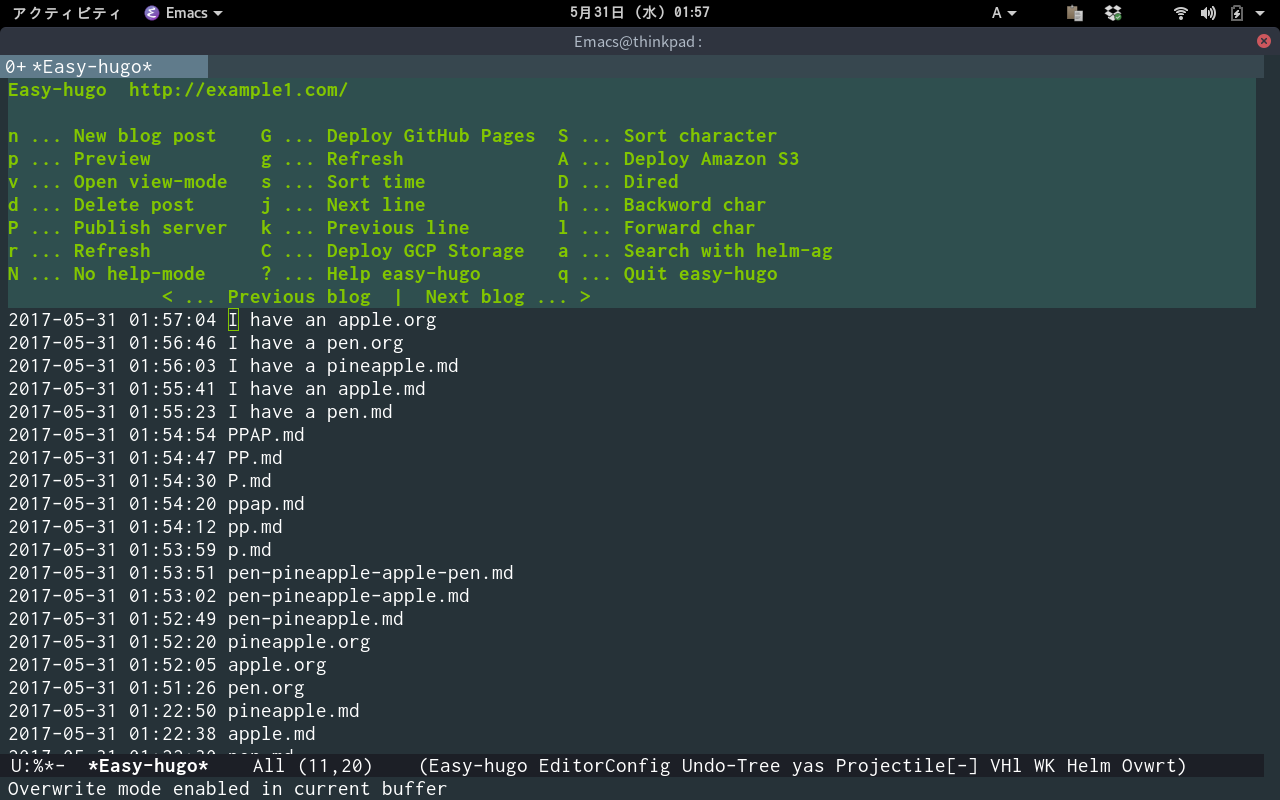 アクティビティ Emacs 5月31日 (水) 01:57 A
Emacs@thinkpad:
0+ *Easy-hugo*
Easy-hugo  http://example1.com/
n ... New blog post    G ... Deploy GitHub Pages  S ... Sort character
p ... Preview          g ... Refresh              A ... Deploy Amazon S3
v ... Open view-mode   s ... Sort time            D ... Dired
d ... Delete post      j ... Next line            h ... Backword char
P ... Publish server   k ... Previous line        l ... Forward char
r ... Refresh          C ... Deploy GCP Storage   a ... Search with helm-ag
N ... No help-mode     ? ... Help easy-hugo       q ... Quit easy-hugo
< ... Previous blog  |  Next blog ... >
2017-05-31 01:57:04 I have an apple.org
2017-05-31 01:56:46 I have a pen.org
2017-05-31 01:56:03 I have a pineapple.md
2017-05-31 01:55:41 I have an apple.md
2017-05-31 01:55:23 I have a pen.md
2017-05-31 01:54:54 PPAP.md
2017-05-31 01:54:47 PP.md
2017-05-31 01:54:30 P.md
2017-05-31 01:54:20 ppap.md
2017-05-31 01:54:12 pp.md
2017-05-31 01:53:59 p.md
2017-05-31 01:53:51 pen-pineapple-apple-pen.md
2017-05-31 01:53:02 pen-pineapple-apple.md
2017-05-31 01:52:49 pen-pineapple.md
2017-05-31 01:52:20 pineapple.org
2017-05-31 01:52:05 apple.org
2017-05-31 01:51:26 pen.org
2017-05-31 01:22:50 pineapple.md
2017-05-31 01:22:38 apple.md
U:%*-  *Easy-hugo*    All (11,20)    (Easy-hugo EditorConfig Undo-Tree yas Projectile[-] VHl WK Helm Ovwrt)
Overwrite mode enabled in current buffer